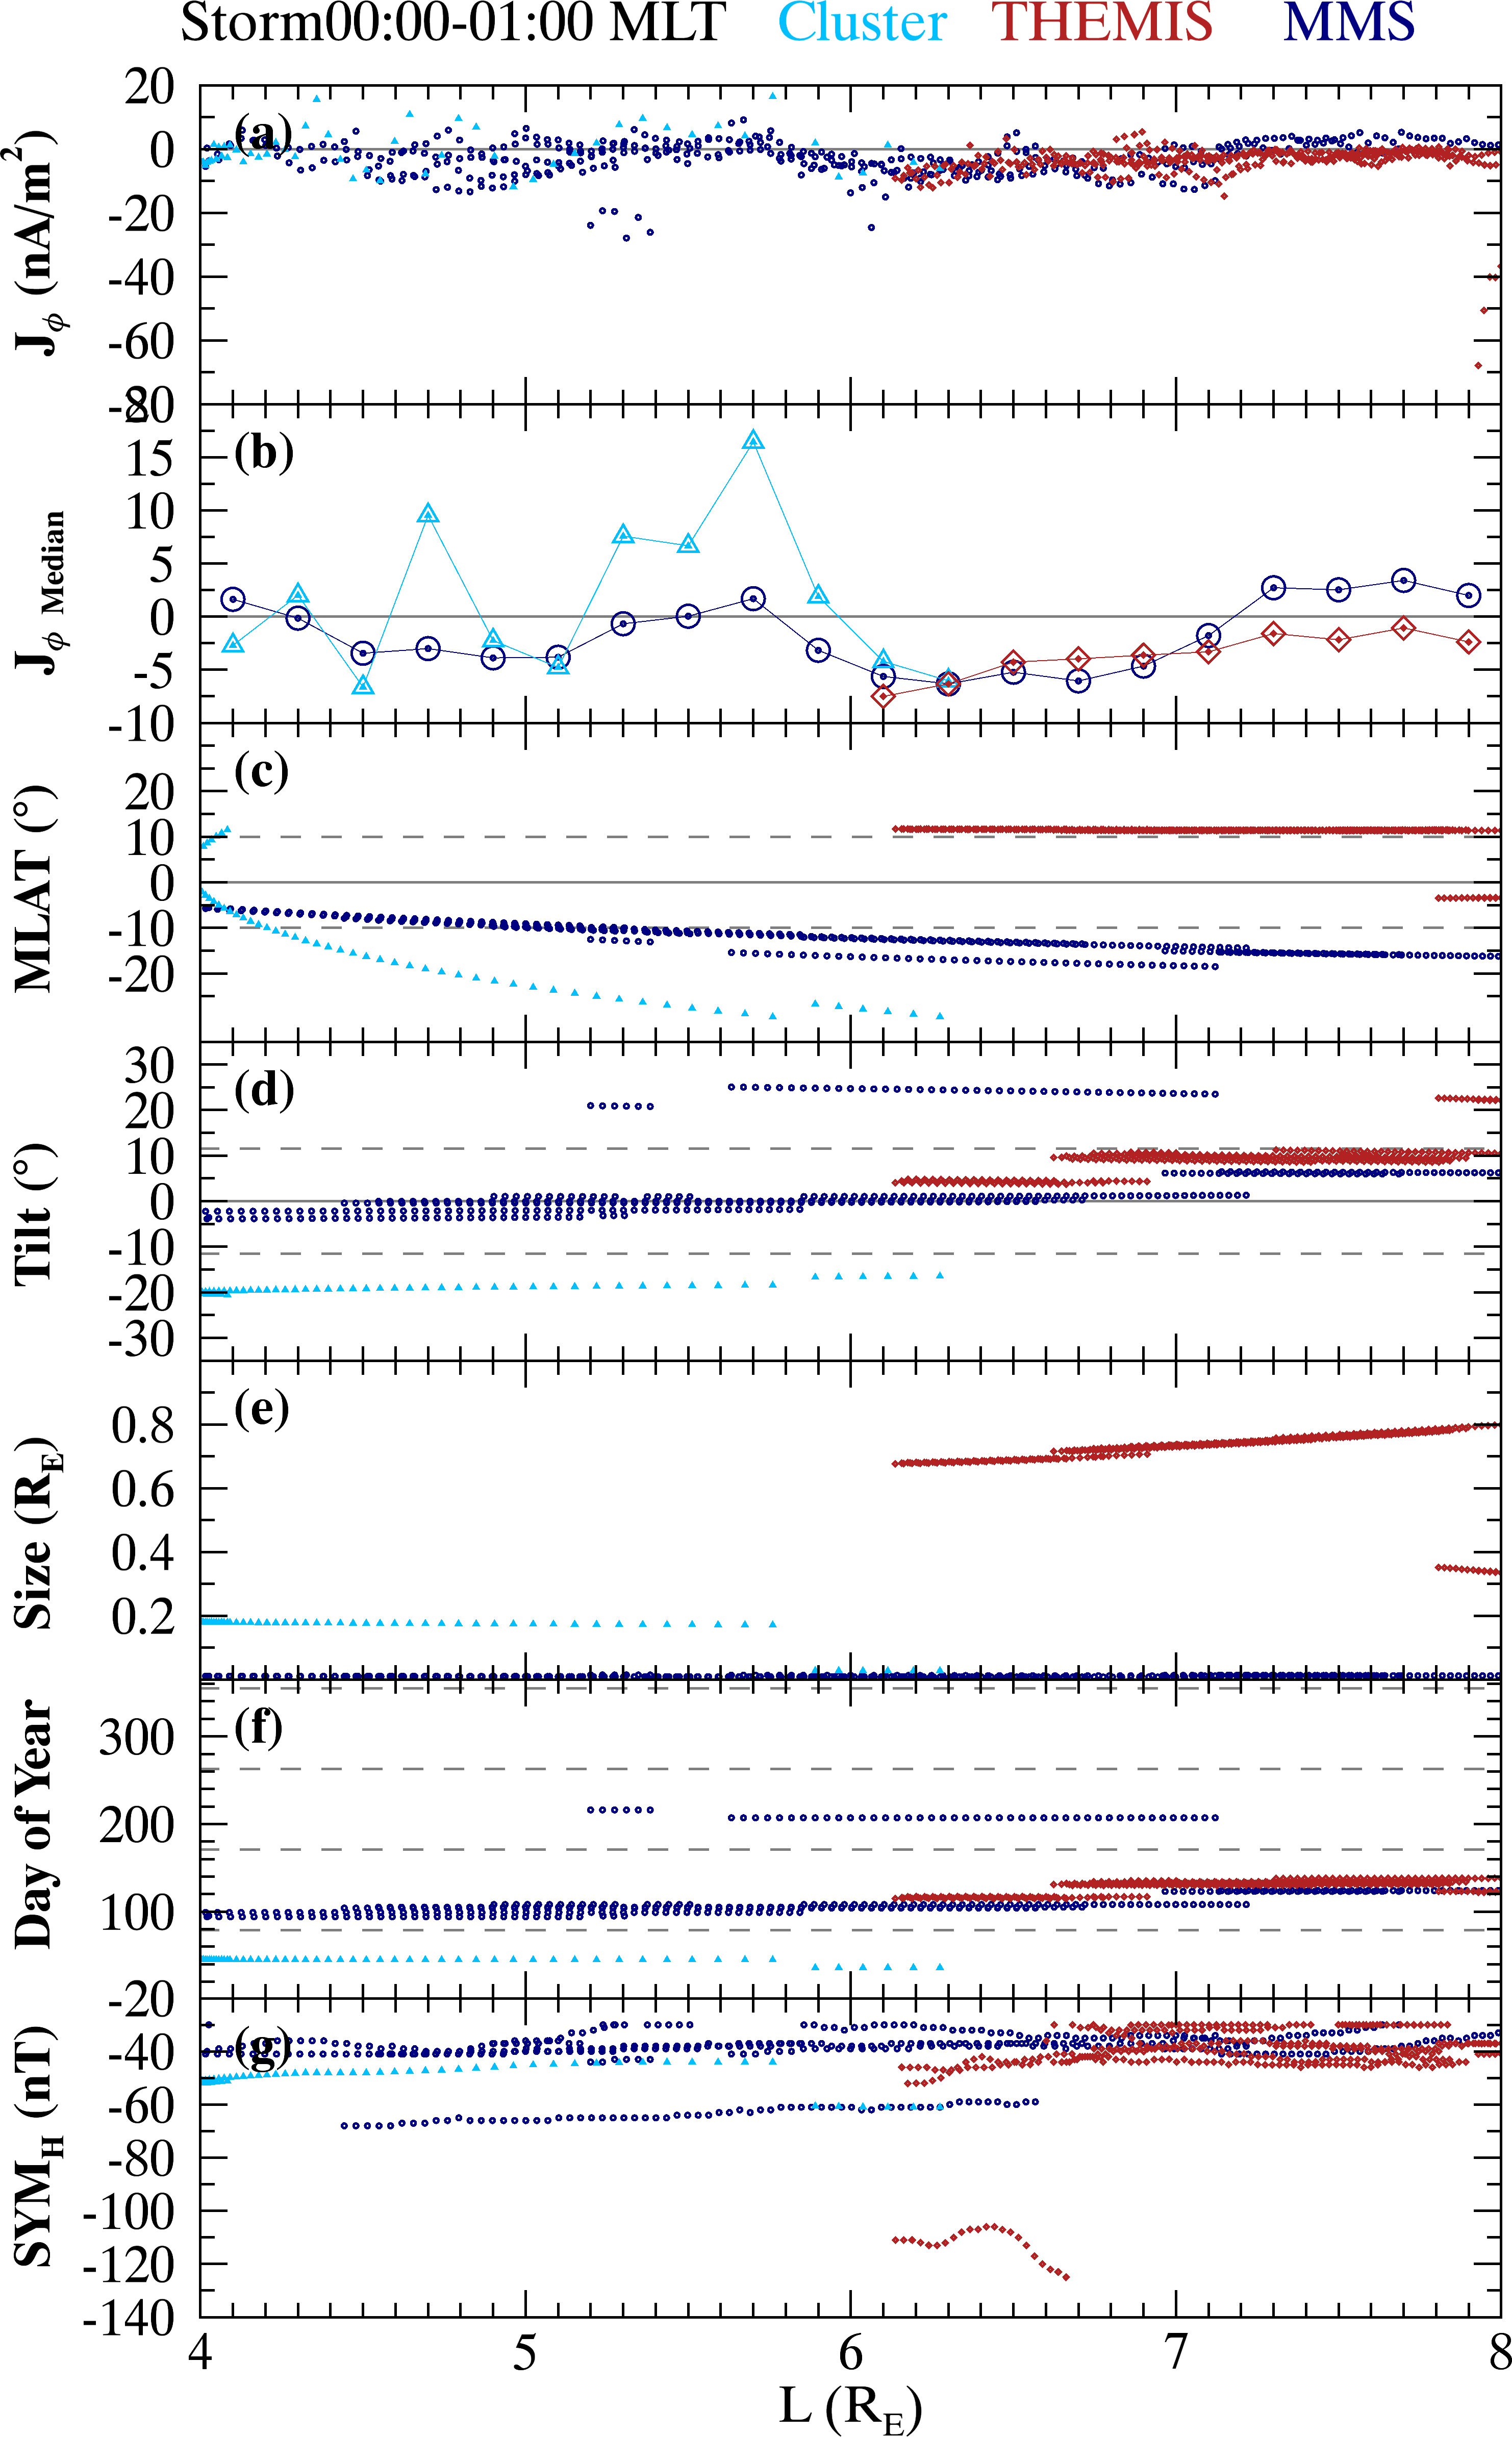 Storm00:00-01:00 MLT Cluster THEMIS MMS
(a)
20
0
-20
-40
-60
-80
Jϕ (nA/m²)
(b)
15
10
5
0
-5
-10
Jϕ Median
(c)
20
10
0
-10
-20
MLAT (°)
(d)
30
20
10
0
-10
-20
-30
Tilt (°)
(e)
0.8
0.6
0.4
0.2
Size (R_E)
(f)
300
200
100
Day of Year
(g)
-20
-40
-60
-80
-100
-120
-140
SYM_H (nT)
4 5 6 7 8
L (R_E)